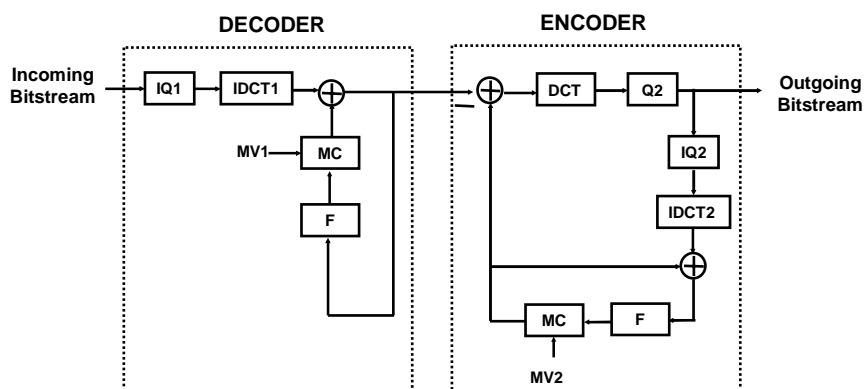 DECODER
ENCODER
Incoming
Bitstream
IQ1
IDCT1
DCT
Q2
Outgoing
Bitstream
MV1
MC
IQ2
F
IDCT2
MC
F
MV2